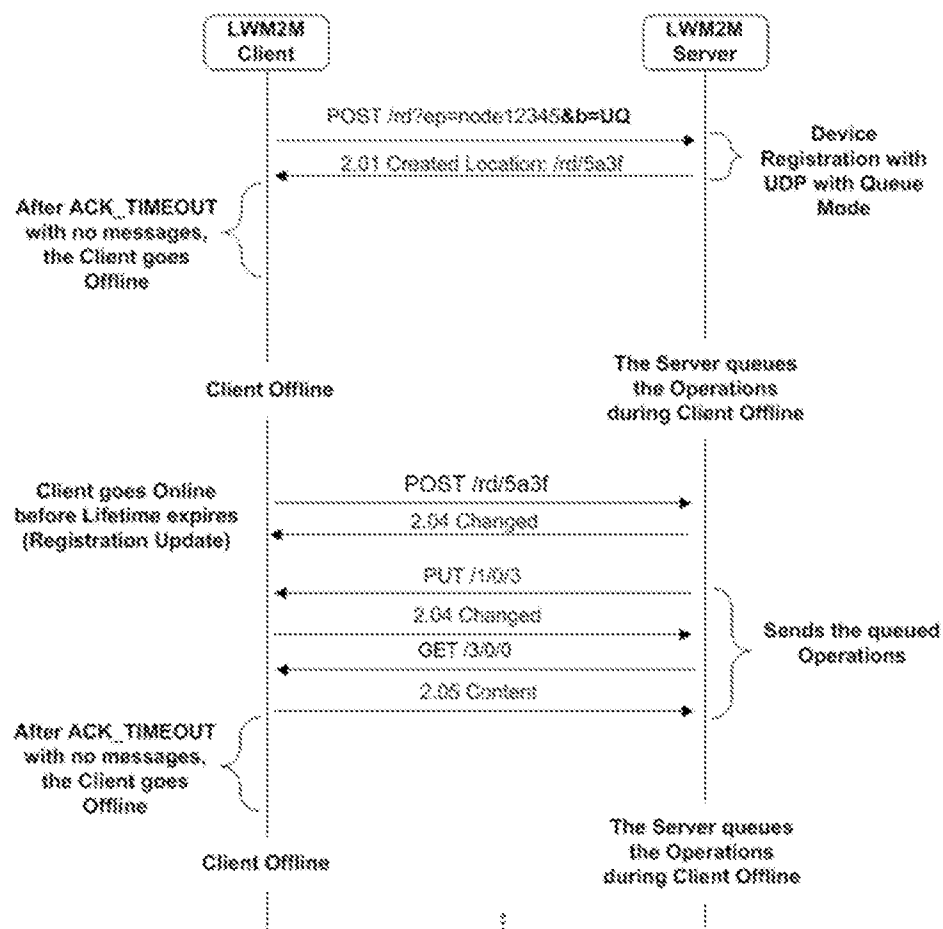 LWM2M
Client
LWM2M
Server
POST /rd?ep=node12345&b=UQ
2.01 Created Location: /rd/5a3f
Device
Registration with
UDP with Queue
Mode
After ACK_TIMEOUT
with no messages,
the Client goes
Offline
Client Offline
The Server queues
the Operations
during Client Offline
Client goes Online
before Lifetime expires
(Registration Update)
POST /rd/5a3f
2.04 Changed
PUT /1/0/3
2.04 Changed
GET /3/0/0
2.05 Content
Sends the queued
Operations
After ACK_TIMEOUT
with no messages,
the Client goes
Offline
Client Offline
The Server queues
the Operations
during Client Offline